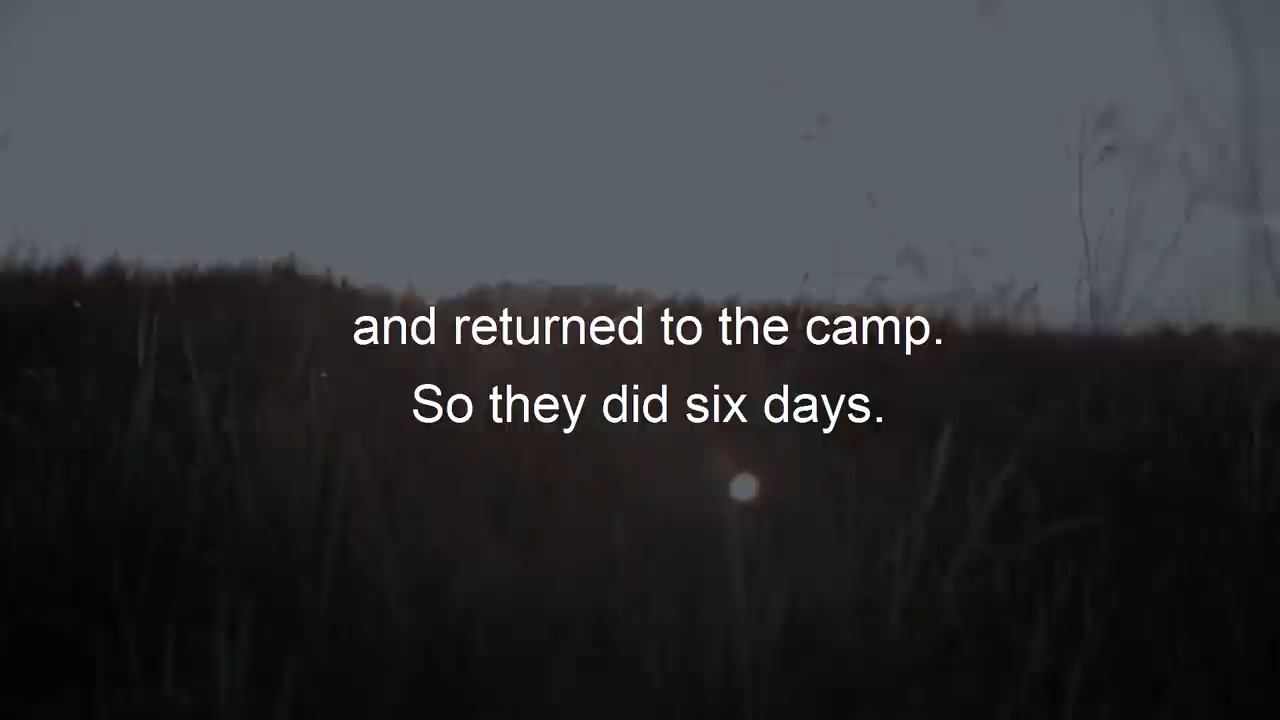 and returned to the camp.
So they did six days.